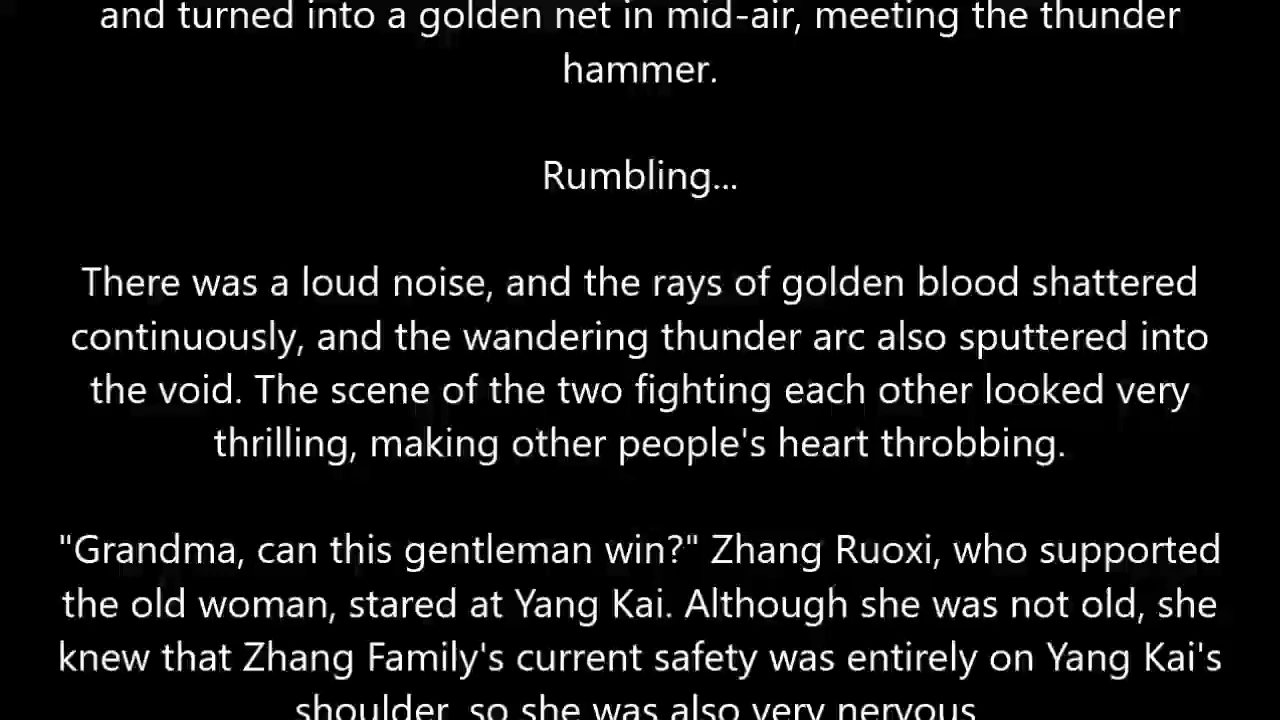 and turned into a golden net in mid-air, meeting the thunder
hammer.
Rumbling...
There was a loud noise, and the rays of golden blood shattered
continuously, and the wandering thunder arc also sputtered into
the void. The scene of the two fighting each other looked very
thrilling, making other people's heart throbbing.
"Grandma, can this gentleman win?" Zhang Ruoxi, who supported
the old woman, stared at Yang Kai. Although she was not old, she
knew that Zhang Family's current safety was entirely on Yang Kai's
shoulder, so she was also very nervous